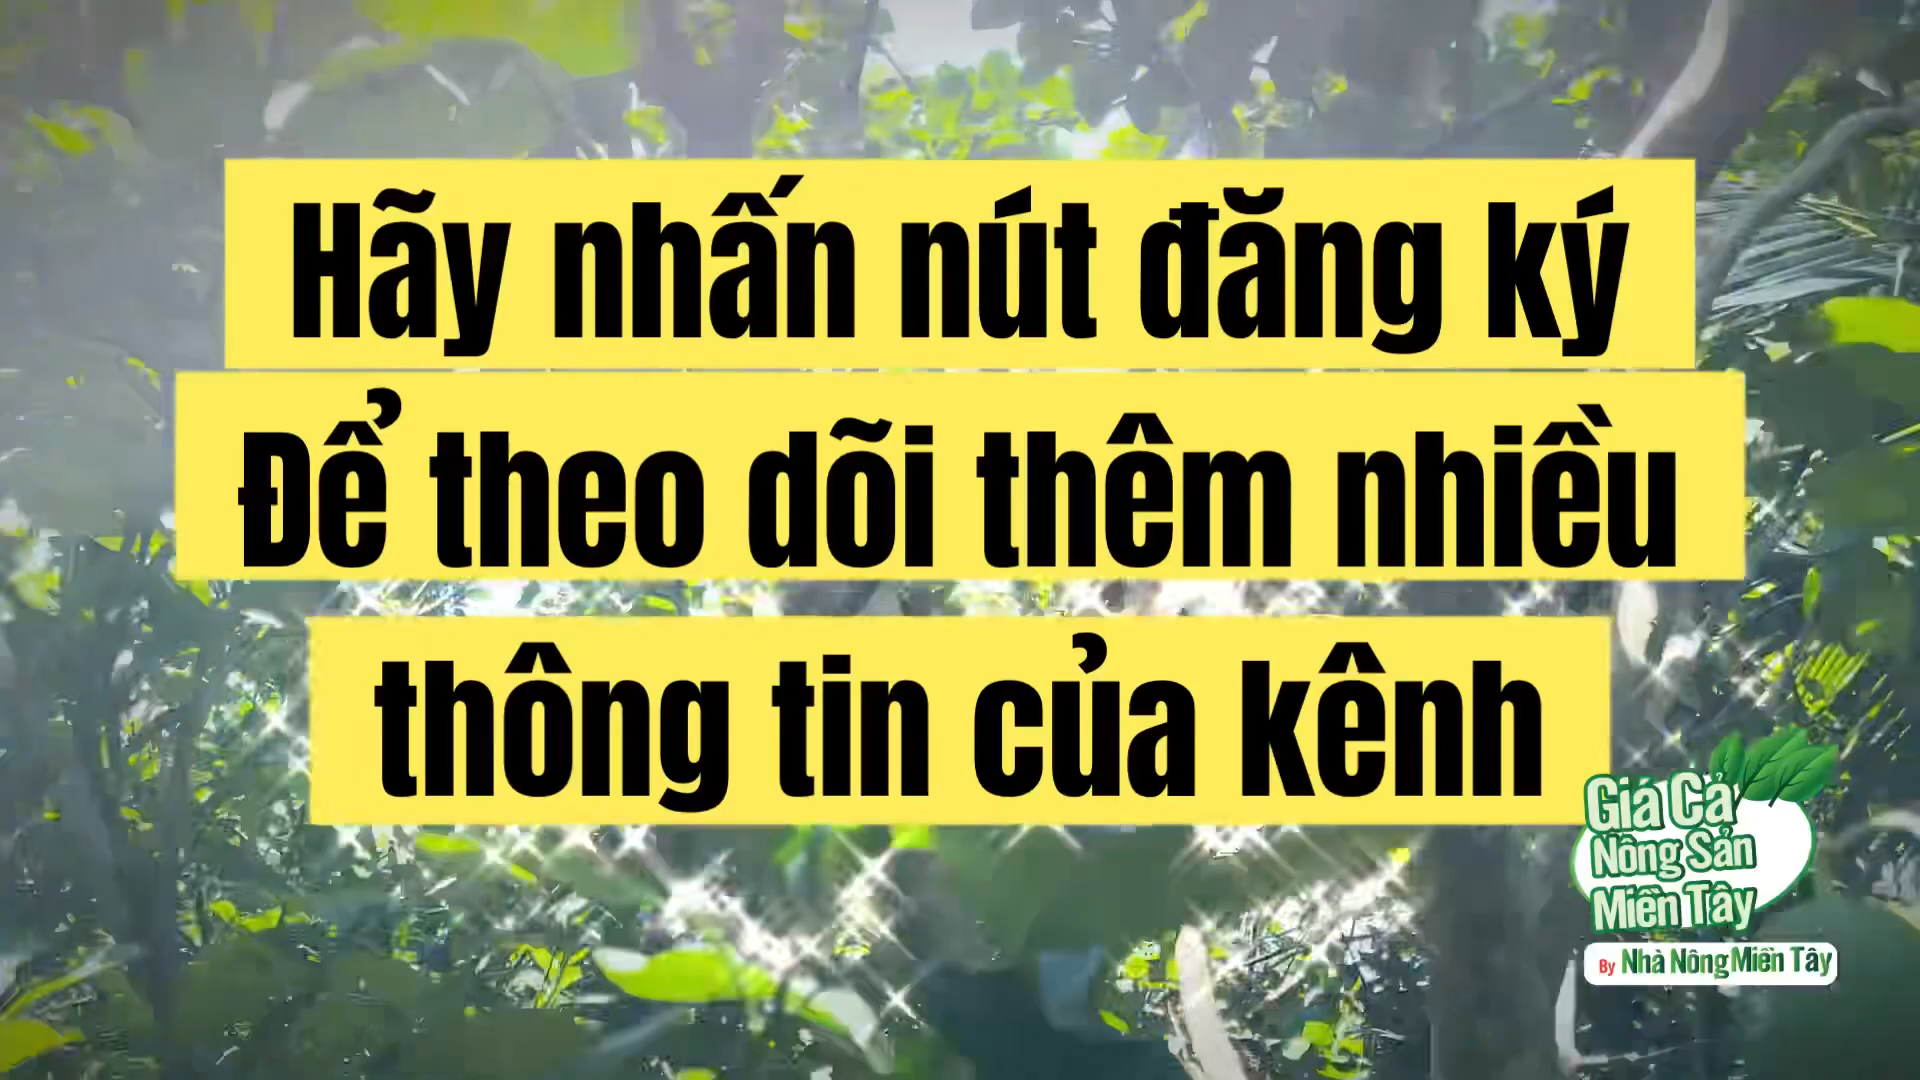 Hãy nhấn nút đăng ký
Để theo dõi thêm nhiều
thông tin của kênh
Giá Cả
Nông Sản
Miền Tây
By Nhà Nông Miền Tây